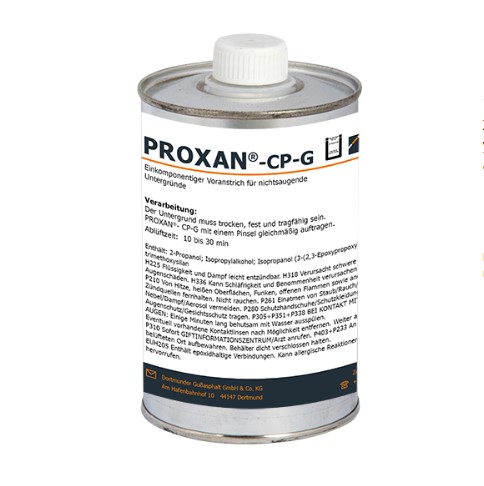 PROXAN®-CP-G
Einkomponentiger Voranstrich für nichtsaugende
Untergründe
Verarbeitung:
Der Untergrund muss trocken, fest und tragfähig sein.
PROXAN®- CP-G mit einem Pinsel gleichmäßig auftragen.
Ablüftzeit: 10 bis 30 min
Enthält: 2-Propanol; Isopropylalkohol; Isopropanol (3-(2,3-Epoxypropoxy
trimethoxysilan
H225 Flüssigkeit und Dampf leicht entzündbar. H318 Verursacht schwere
Augenschäden. H336 Kann Schläfrigkeit und Benommenheit verursachen
P210 Von Hitze, heißen Oberflächen, Funken, offenen Flammen sowie
Zündquellen fernhalten. Nicht rauchen. P261 Einatmen von Staub/Rauch/
Nebel/Dampf/Aerosol vermeiden. P280 Schutzhandschuhe/Schutzkleidung
Augenschutz/Gesichtsschutz tragen. P305+P351+P338 BEI KONTAKT MIT
AUGEN: Einige Minuten lang behutsam mit Wasser ausspülen.
Eventuell vorhandene Kontaktlinsen nach Möglichkeit entfernen. Weiter
P310 Sofort GIFTINFORMATIONSZENTRUM/Arzt anrufen. P403+P233 An
belüfteten Ort aufbewahren. Behälter dicht verschlossen halten.
EUH205 Enthält epoxidhaltige Verbindungen. Kann allergische Reaktionen
hervorrufen.
Dortmunder Gußasphalt GmbH & Co. KG
Am Hafenbahnhof 10 44147 Dortmund